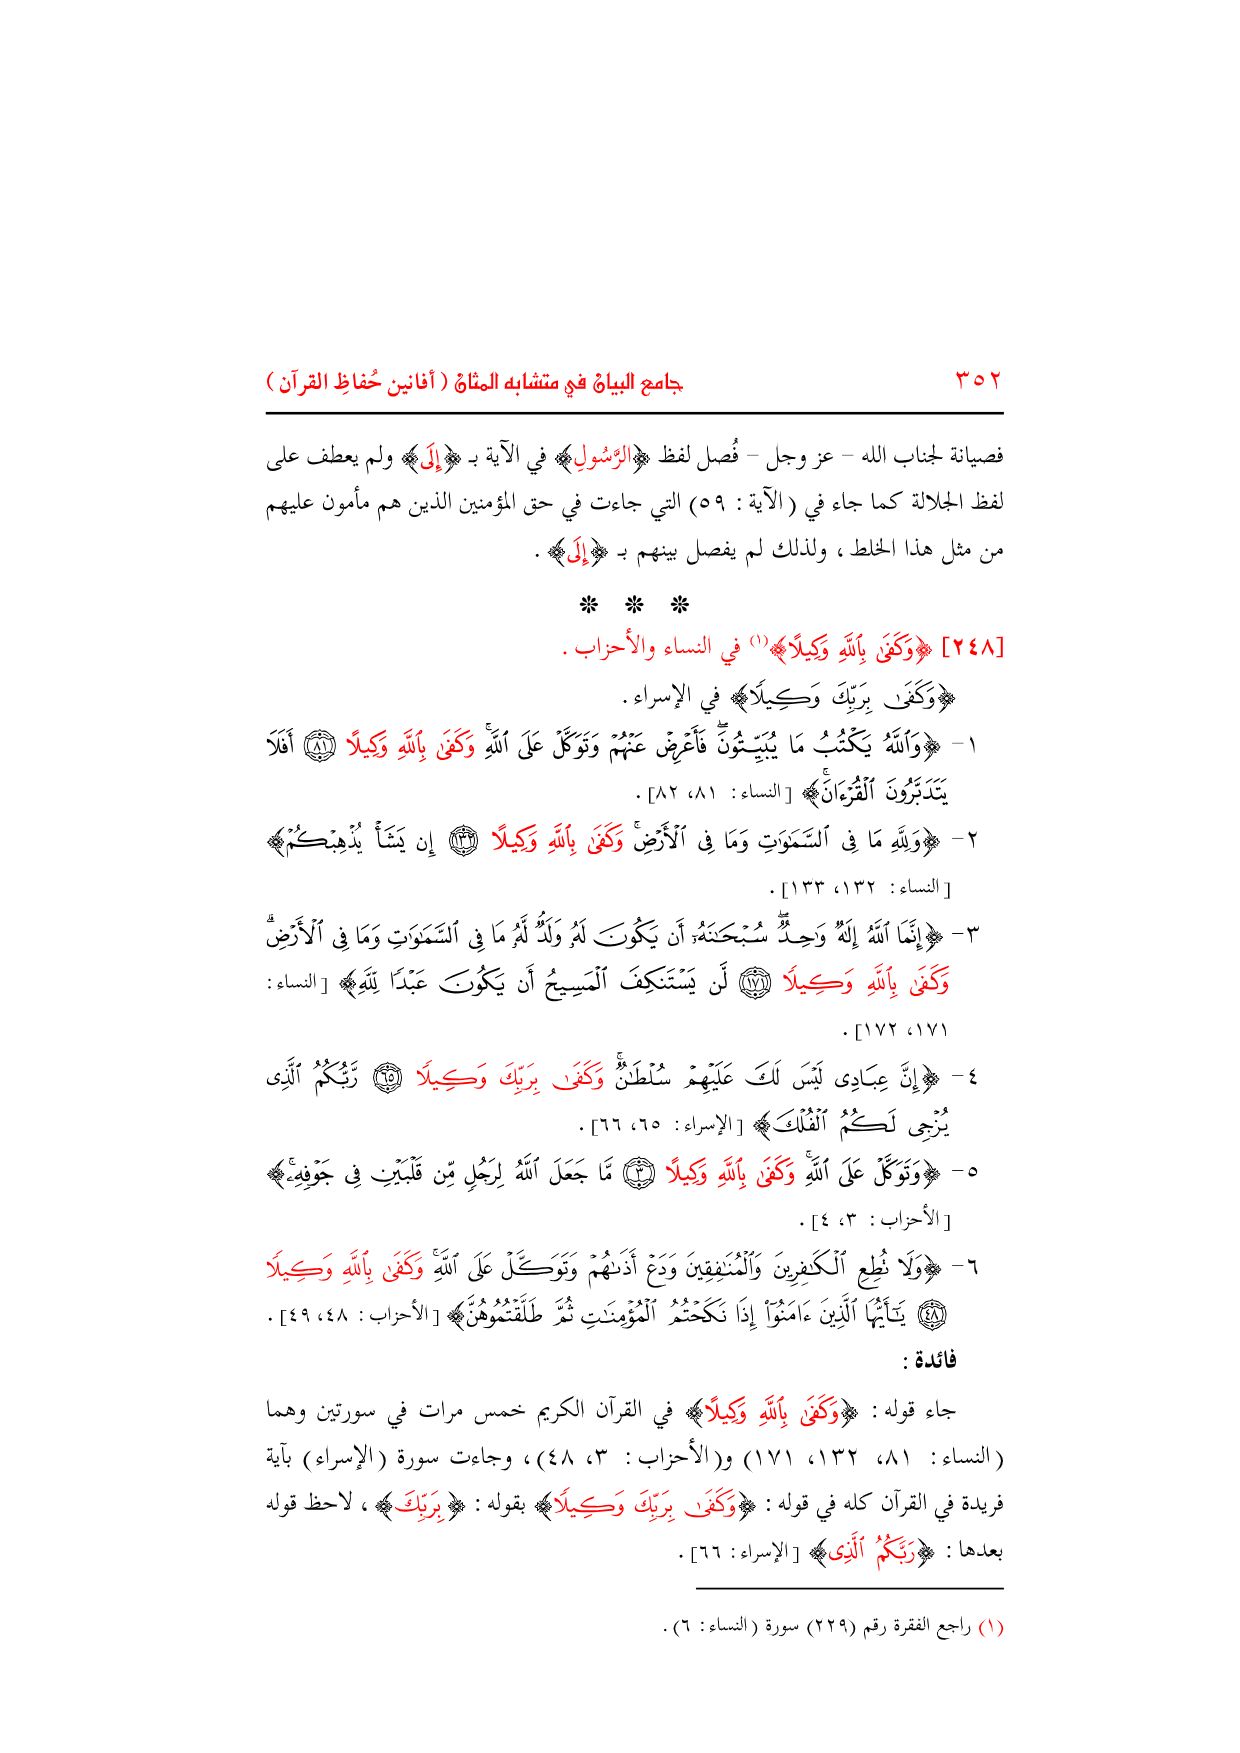 ٣٥٢ جامع البيان في متشابه المثان ( أفانين حُفاظِ القرآن )
فصيانة لجناب الله - عز وجل - فُصل لفظ ﴿الرَّسُولِ﴾ في الآية بـ ﴿إِلَى﴾ ولم يعطف على
لفظ الجلالة كما جاء في (الآية : ٥٩) التي جاءت في حق المؤمنين الذين هم مأمون عليهم
من مثل هذا الخلط ، ولذلك لم يفصل بينهم بـ ﴿إِلَى﴾ .
* * *
[٢٤٨] ﴿وَكَفَىٰ بِٱللَّهِ وَكِيلًا﴾(١) في النساء والأحزاب .
﴿وَكَفَىٰ بِرَبِّكَ وَكِيلًا﴾ في الإسراء .
١- ﴿وَٱللَّهُ يَكۡتُبُ مَا يُبَيِّتُونَۖ فَأَعۡرِضۡ عَنۡهُمۡ وَتَوَكَّلۡ عَلَى ٱللَّهِۚ وَكَفَىٰ بِٱللَّهِ وَكِيلًا ۝٨١ أَفَلَا
يَتَدَبَّرُونَ ٱلۡقُرۡءَانَۚ﴾ [النساء: ٨١، ٨٢] .
٢- ﴿وَلِلَّهِ مَا فِي ٱلسَّمَٰوَٰتِ وَمَا فِي ٱلۡأَرۡضِۚ وَكَفَىٰ بِٱللَّهِ وَكِيلًا ۝١٣٢ إِن يَشَأۡ يُذۡهِبۡكُمۡ﴾
[النساء: ١٣٢، ١٣٣] .
٣- ﴿إِنَّمَا ٱللَّهُ إِلَٰهٞ وَٰحِدٞۖ سُبۡحَٰنَهُۥٓ أَن يَكُونَ لَهُۥ وَلَدٞۘ لَّهُۥ مَا فِي ٱلسَّمَٰوَٰتِ وَمَا فِي ٱلۡأَرۡضِۗ
وَكَفَىٰ بِٱللَّهِ وَكِيلٗا ۝١٧١ لَّن يَسۡتَنكِفَ ٱلۡمَسِيحُ أَن يَكُونَ عَبۡدٗا لِّلَّهِ﴾ [النساء:
١٧١، ١٧٢] .
٤- ﴿إِنَّ عِبَادِي لَيۡسَ لَكَ عَلَيۡهِمۡ سُلۡطَٰنٞۚ وَكَفَىٰ بِرَبِّكَ وَكِيلٗا ۝٦٥ رَّبُّكُمُ ٱلَّذِي
يُزۡجِي لَكُمُ ٱلۡفُلۡكَ﴾ [الإسراء: ٦٥، ٦٦] .
٥- ﴿وَتَوَكَّلۡ عَلَى ٱللَّهِۚ وَكَفَىٰ بِٱللَّهِ وَكِيلًا ۝٣ مَّا جَعَلَ ٱللَّهُ لِرَجُلٖ مِّن قَلۡبَيۡنِ فِي جَوۡفِهِۦۚ﴾
[الأحزاب: ٣، ٤] .
٦- ﴿وَلَا تُطِعِ ٱلۡكَٰفِرِينَ وَٱلۡمُنَٰفِقِينَ وَدَعۡ أَذَىٰهُمۡ وَتَوَكَّلۡ عَلَى ٱللَّهِۚ وَكَفَىٰ بِٱللَّهِ وَكِيلٗا
۝٤٨ يَٰٓأَيُّهَا ٱلَّذِينَ ءَامَنُوٓاْ إِذَا نَكَحۡتُمُ ٱلۡمُؤۡمِنَٰتِ ثُمَّ طَلَّقۡتُمُوهُنَّ﴾ [الأحزاب : ٤٨، ٤٩] .
فائدة :
جاء قوله : ﴿وَكَفَىٰ بِٱللَّهِ وَكِيلًا﴾ في القرآن الكريم خمس مرات في سورتين وهما
(النساء: ٨١، ١٣٢، ١٧١) و(الأحزاب: ٣، ٤٨) ، وجاءت سورة (الإسراء) بآية
فريدة في القرآن كله في قوله : ﴿وَكَفَىٰ بِرَبِّكَ وَكِيلٗا﴾ بقوله : ﴿بِرَبِّكَ﴾ ، لاحظ قوله
بعدها : ﴿رَبُّكُمُ ٱلَّذِي﴾ [الإسراء: ٦٦] .
(١) راجع الفقرة رقم (٢٢٩) سورة (النساء: ٦) .